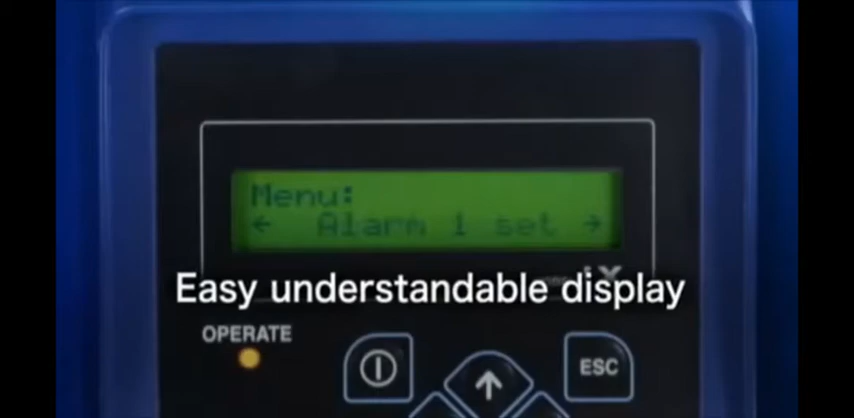 Menu:
← Alarm 1 set →
Easy understandable display
OPERATE
ESC